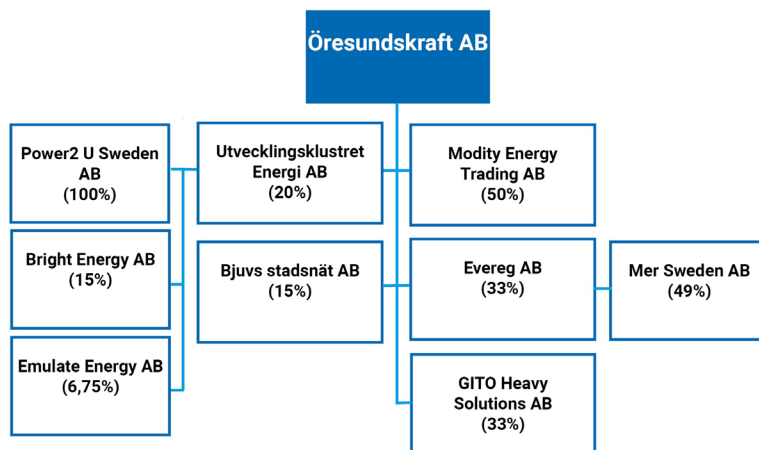 Öresundskraft AB
Power2 U Sweden
AB
(100%)
Utvecklingsklustret
Energi AB
(20%)
Modity Energy
Trading AB
(50%)
Bright Energy AB
(15%)
Bjuvs stadsnät AB
(15%)
Evereg AB
(33%)
Mer Sweden AB
(49%)
Emulate Energy AB
(6,75%)
GITO Heavy
Solutions AB
(33%)